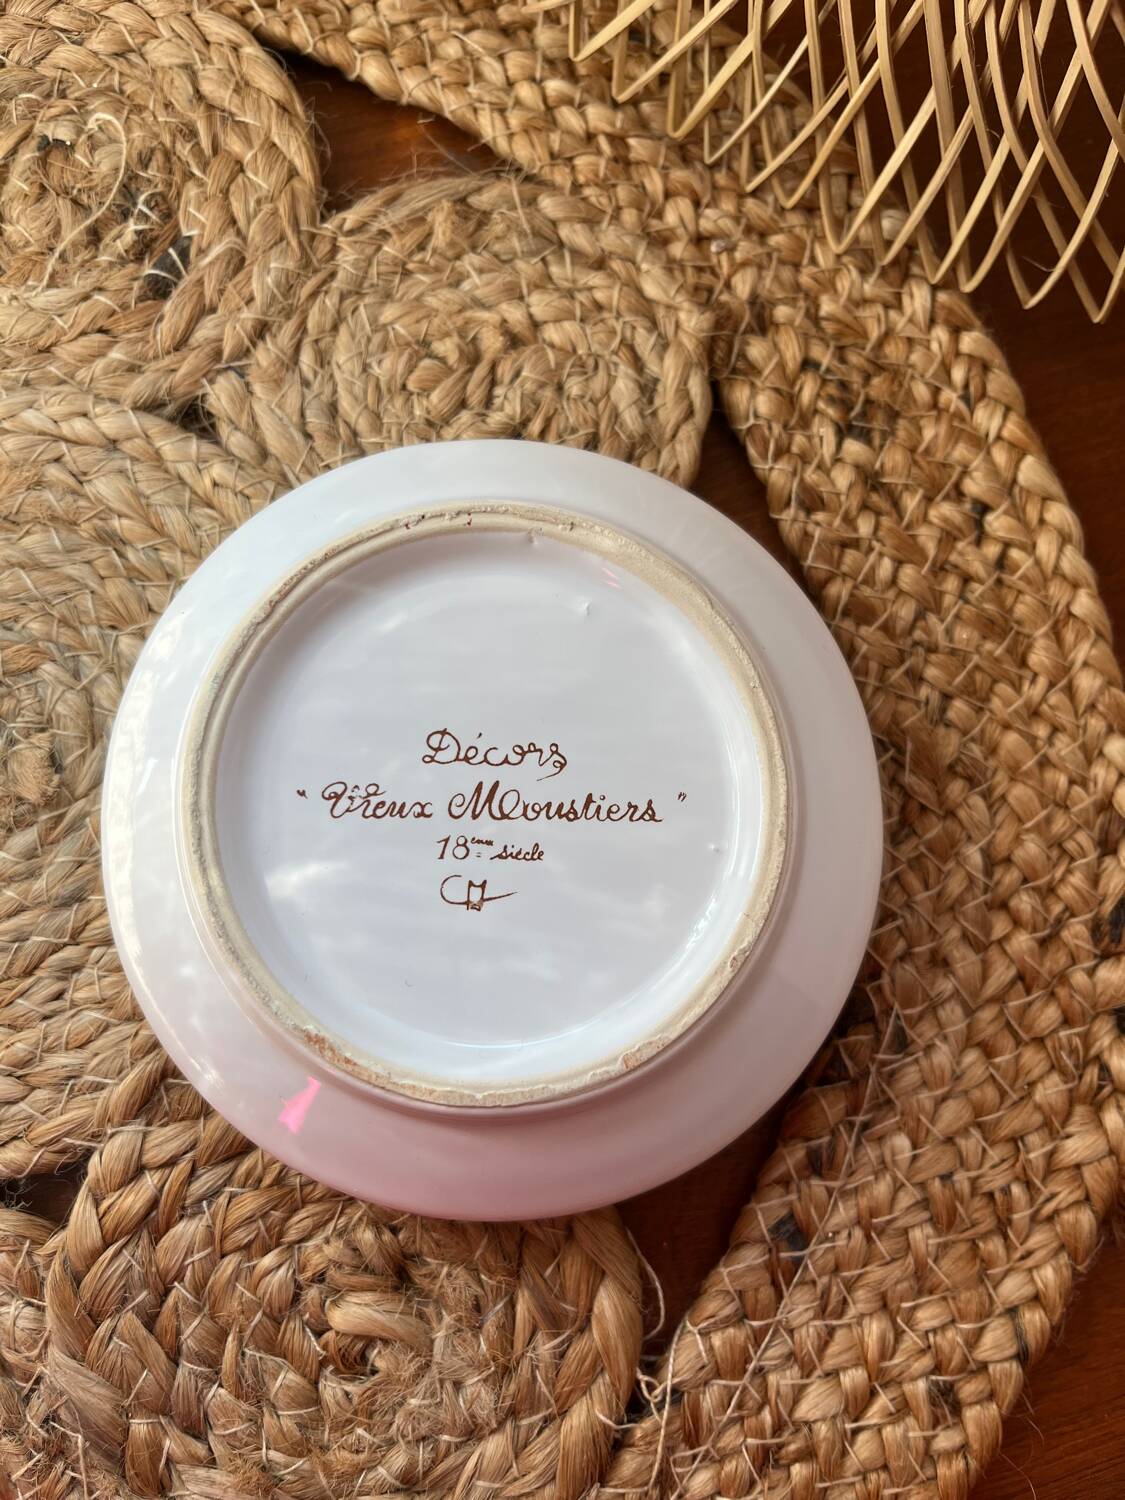 Décors
" Vieux Moustiers "
18ème siècle